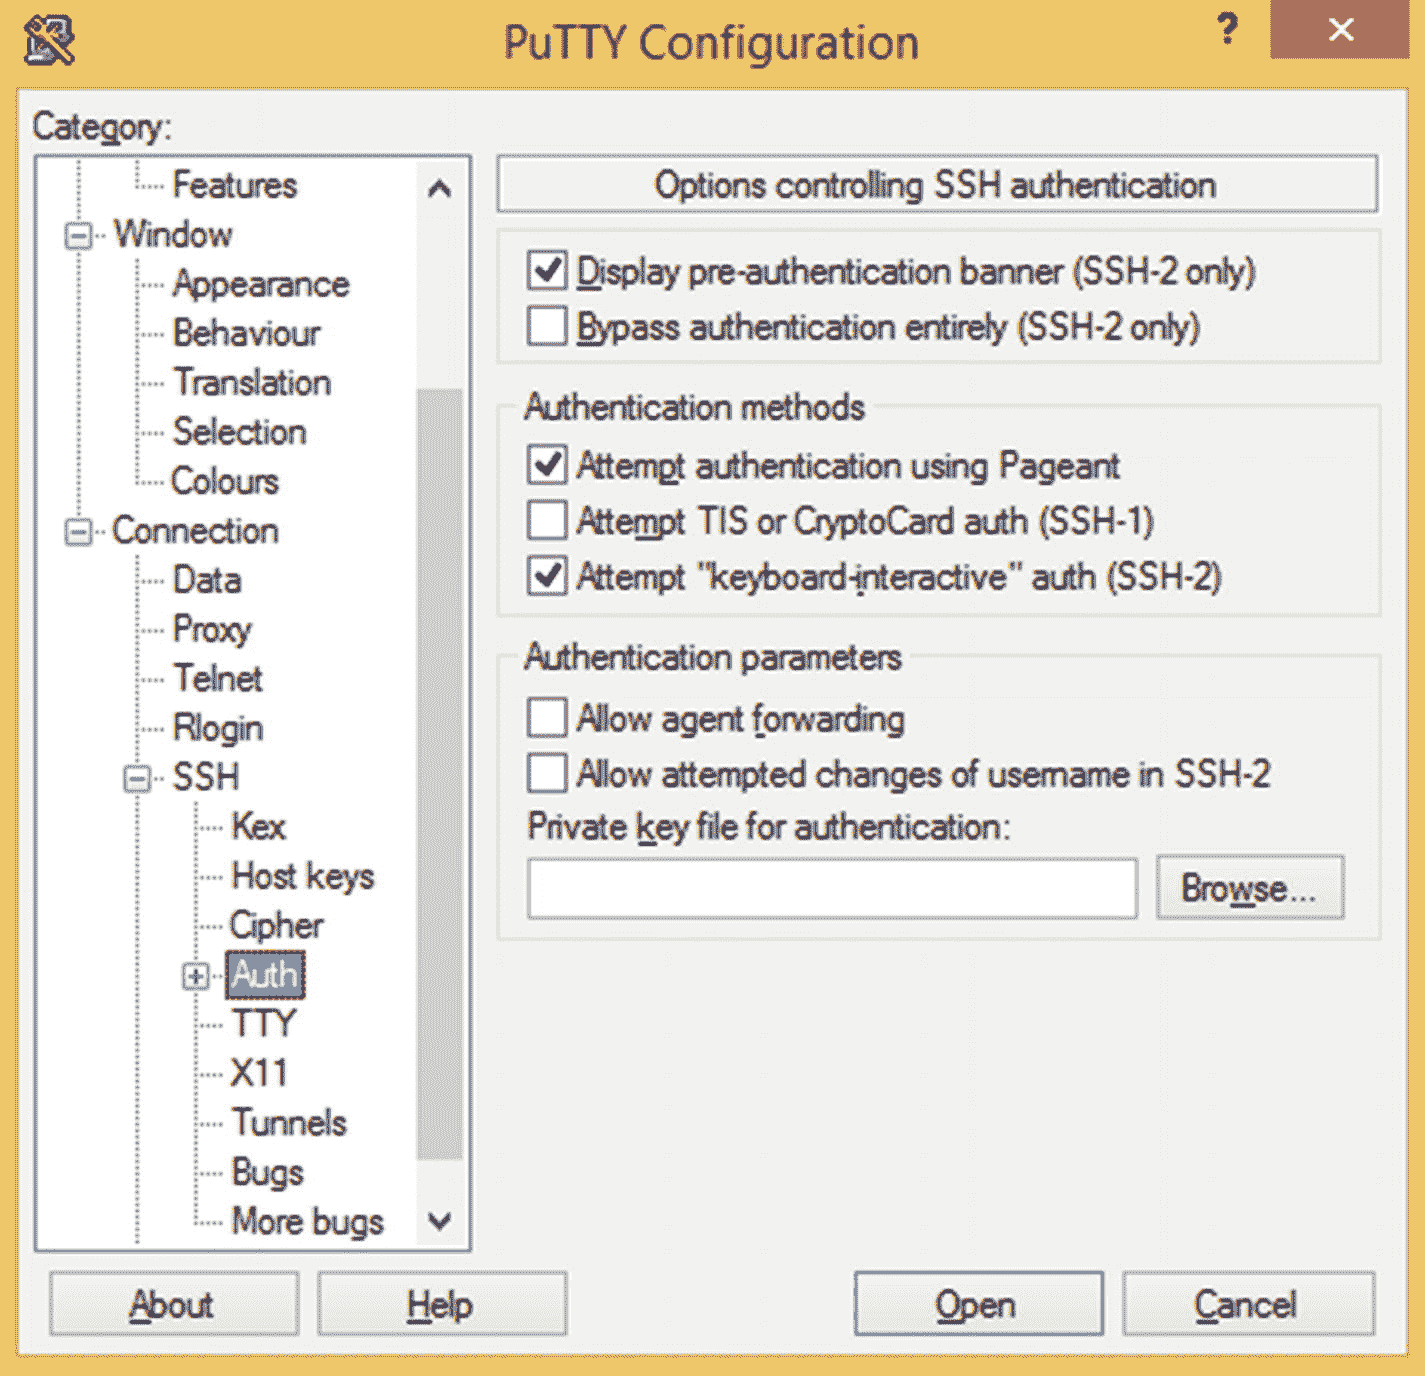 PuTTY Configuration
?
Category:
Features
Window
Appearance
Behaviour
Translation
Selection
Colours
Connection
Data
Proxy
Telnet
Rlogin
SSH
Kex
Host keys
Cipher
Auth
TTY
X11
Tunnels
Bugs
More bugs
Options controlling SSH authentication
Display pre-authentication banner (SSH-2 only)
Bypass authentication entirely (SSH-2 only)
Authentication methods
Attempt authentication using Pageant
Attempt TIS or CryptoCard auth (SSH-1)
Attempt "keyboard-interactive" auth (SSH-2)
Authentication parameters
Allow agent forwarding
Allow attempted changes of username in SSH-2
Private key file for authentication:
Browse...
About
Help
Open
Cancel